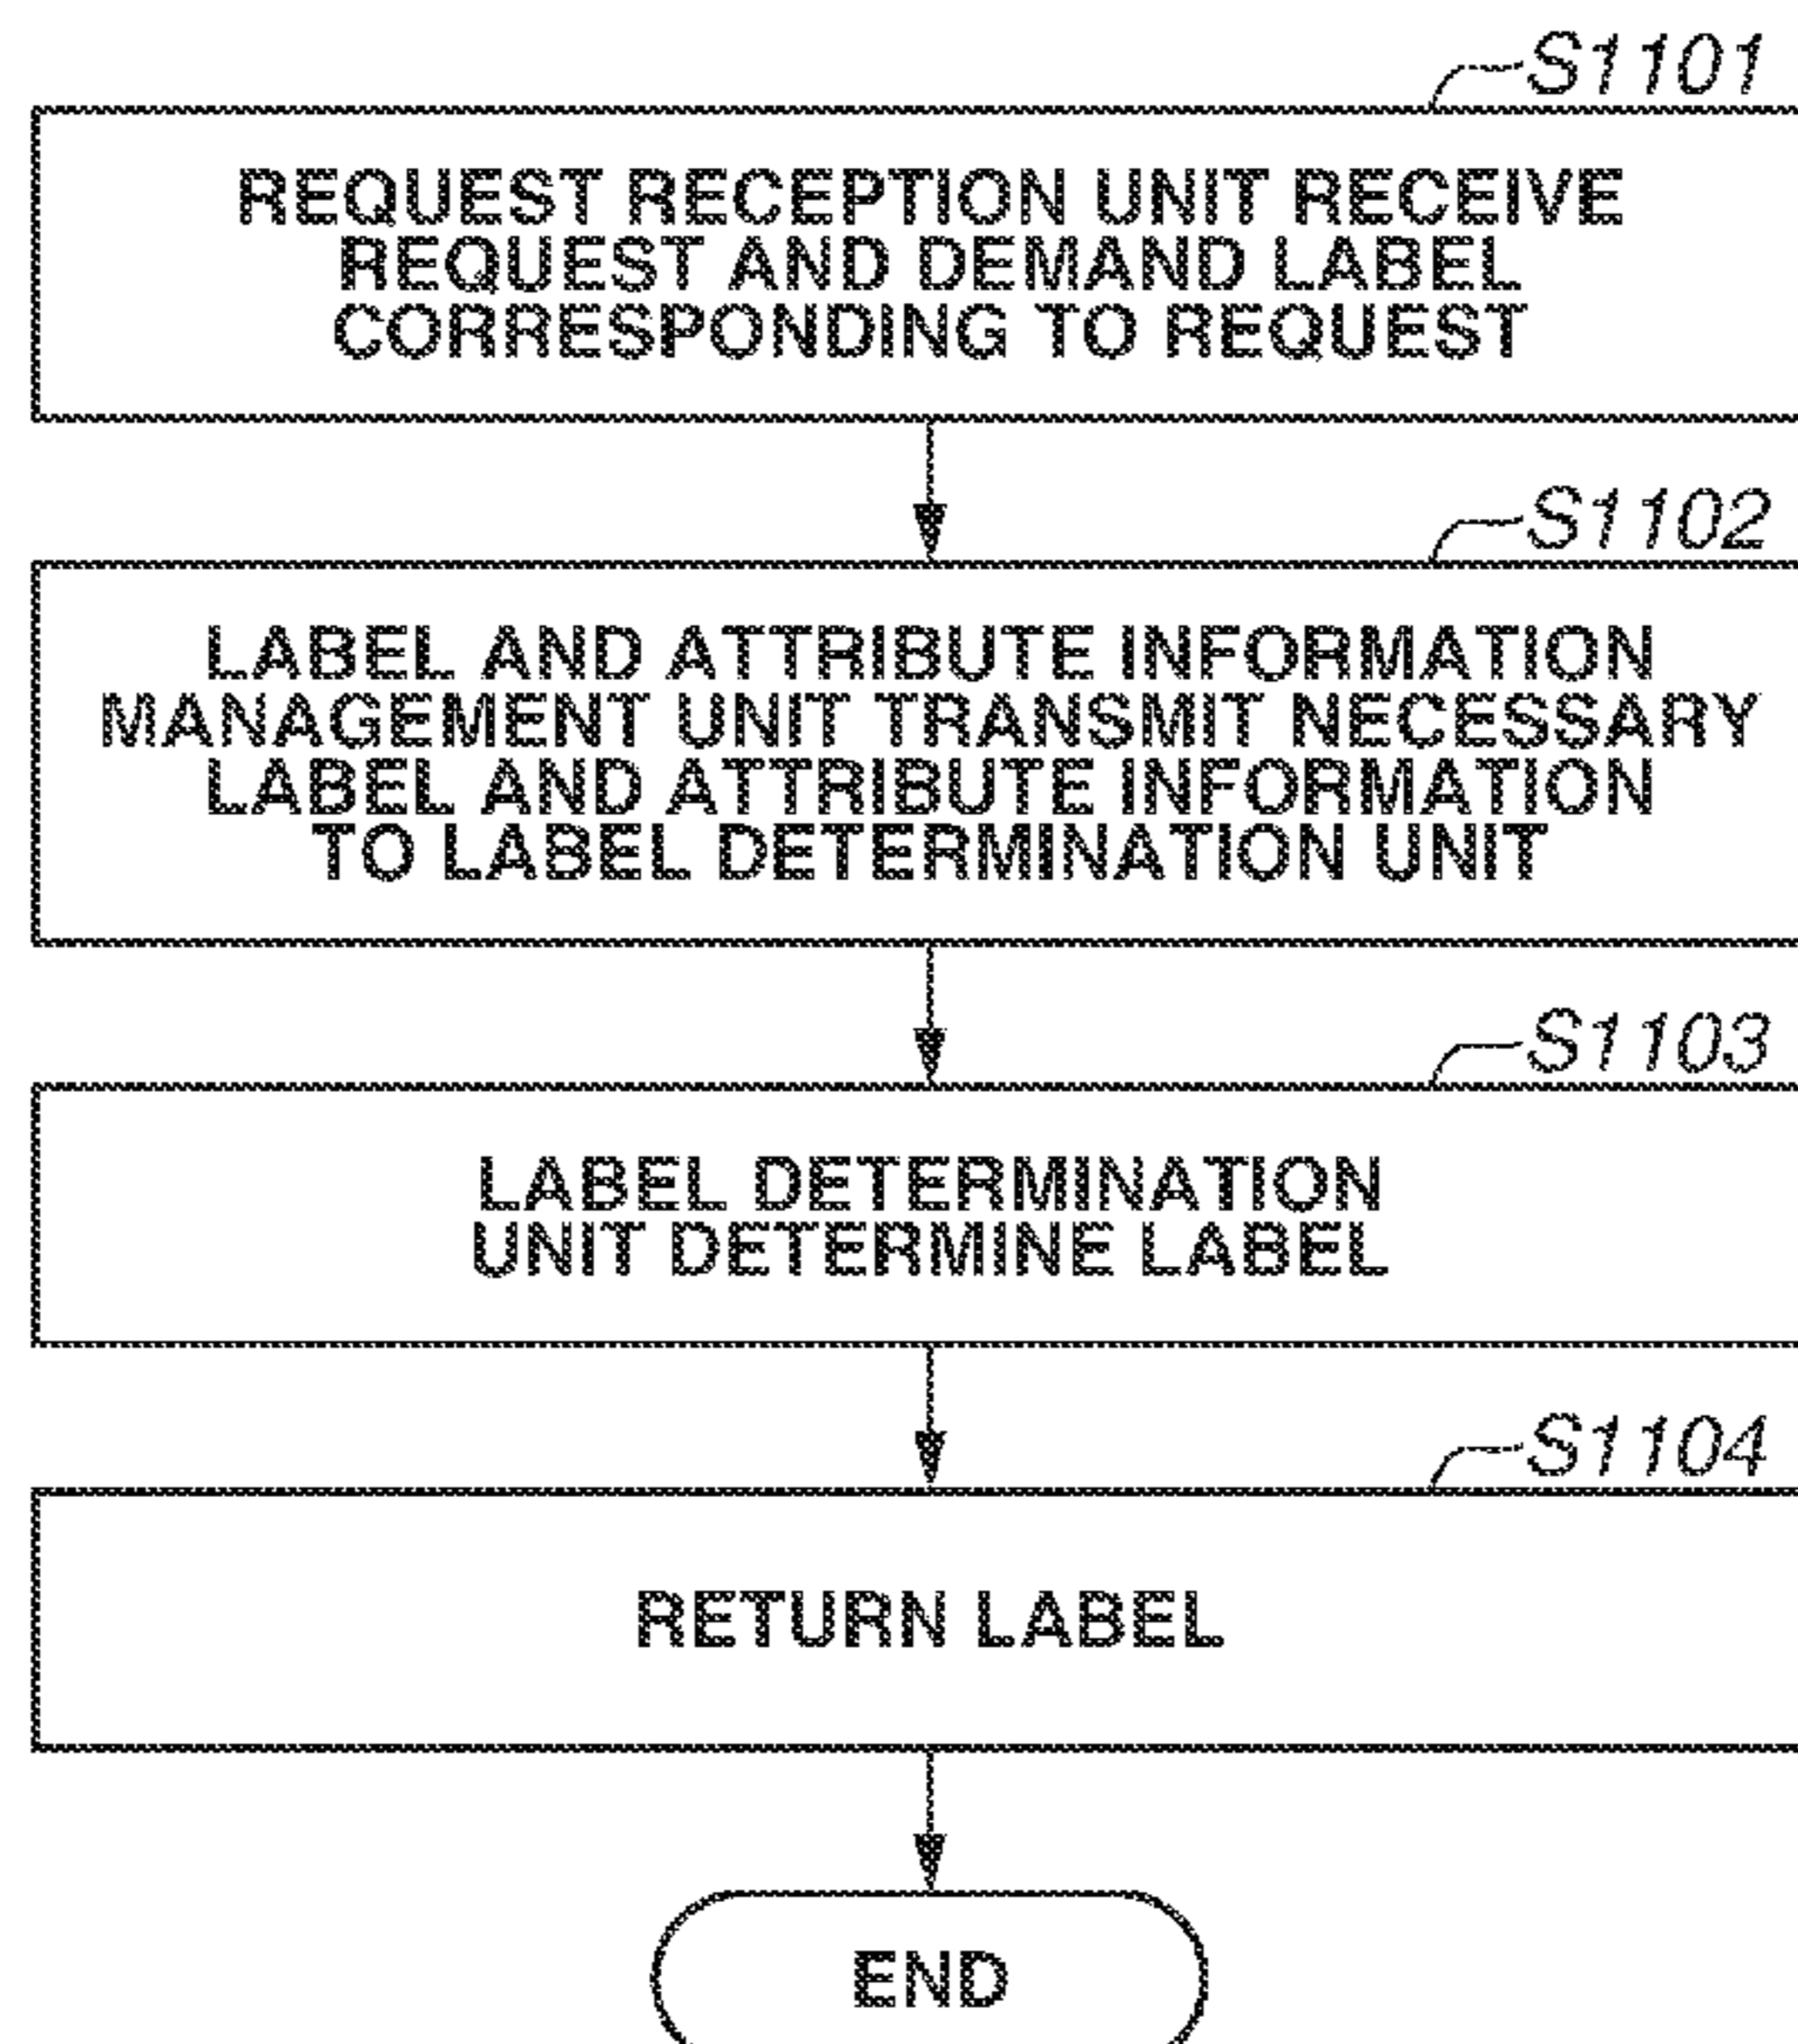 S1101
REQUEST RECEPTION UNIT RECEIVE
REQUEST AND DEMAND LABEL
CORRESPONDING TO REQUEST
S1102
LABEL AND ATTRIBUTE INFORMATION
MANAGEMENT UNIT TRANSMIT NECESSARY
LABEL AND ATTRIBUTE INFORMATION
TO LABEL DETERMINATION UNIT
S1103
LABEL DETERMINATION
UNIT DETERMINE LABEL
S1104
RETURN LABEL
END